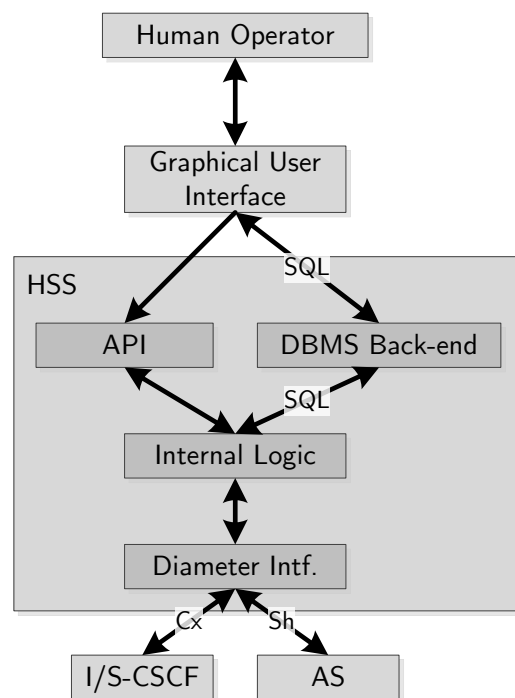 Human Operator
Graphical User
Interface
SQL
HSS
API
DBMS Back-end
SQL
Internal Logic
Diameter Intf.
Cx
Sh
I/S-CSCF
AS